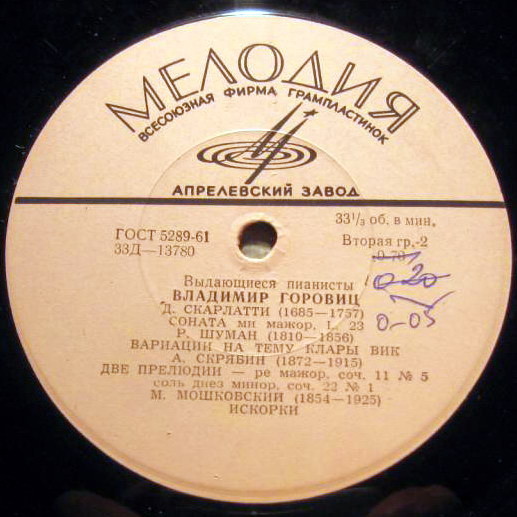 МЕЛОДИЯ
ВСЕСОЮЗНАЯ ФИРМА ГРАМПЛАСТИНОК
АПРЕЛЕВСКИЙ ЗАВОД
ГОСТ 5289-61
33Д—13780
33⅓ об. в мин.
Вторая гр.-2
0-70
0-20
0-05
Выдающиеся пианисты
ВЛАДИМИР ГОРОВИЦ
Д. СКАРЛАТТИ (1685—1757)
СОНАТА ми мажор, L. 23
Р. ШУМАН (1810—1856)
ВАРИАЦИИ НА ТЕМУ КЛАРЫ ВИК
А. СКРЯБИН (1872—1915)
ДВЕ ПРЕЛЮДИИ — ре мажор, соч. 11 № 5
соль диез минор, соч. 22 № 1
М. МОШКОВСКИЙ (1854—1925)
ИСКОРКИ